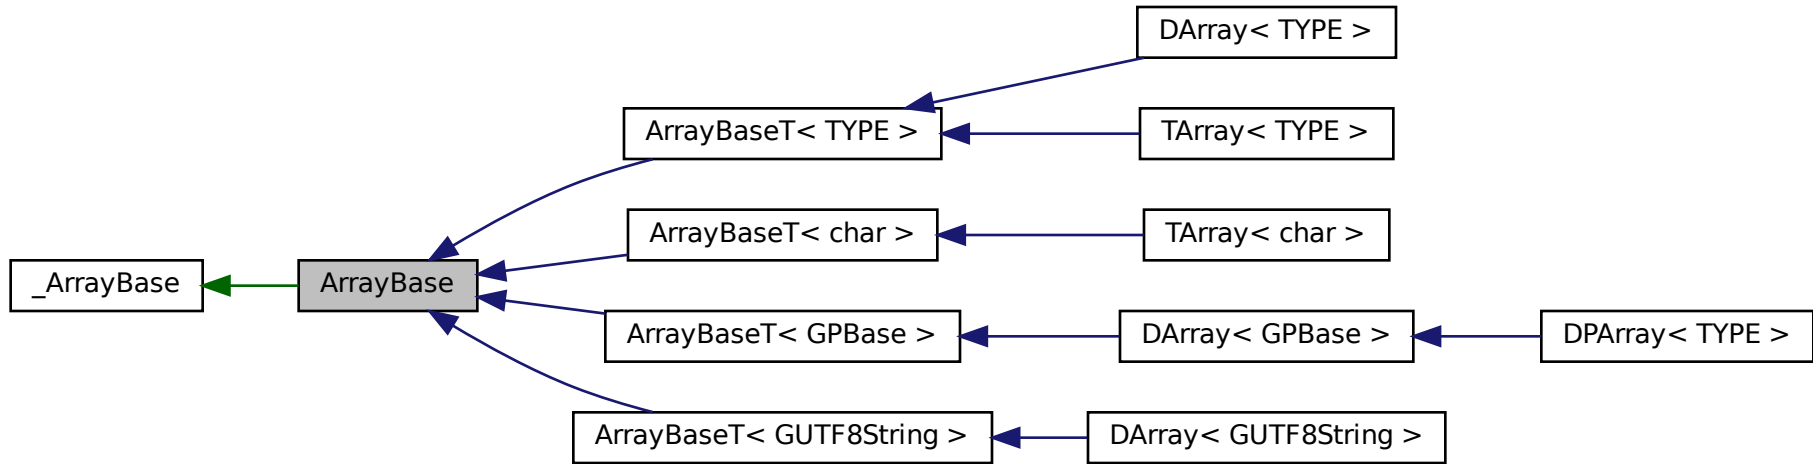 DArray< TYPE >
ArrayBaseT< TYPE >
TArray< TYPE >
ArrayBaseT< char >
TArray< char >
_ArrayBase
ArrayBase
ArrayBaseT< GPBase >
DArray< GPBase >
DPArray< TYPE >
ArrayBaseT< GUTF8String >
DArray< GUTF8String >